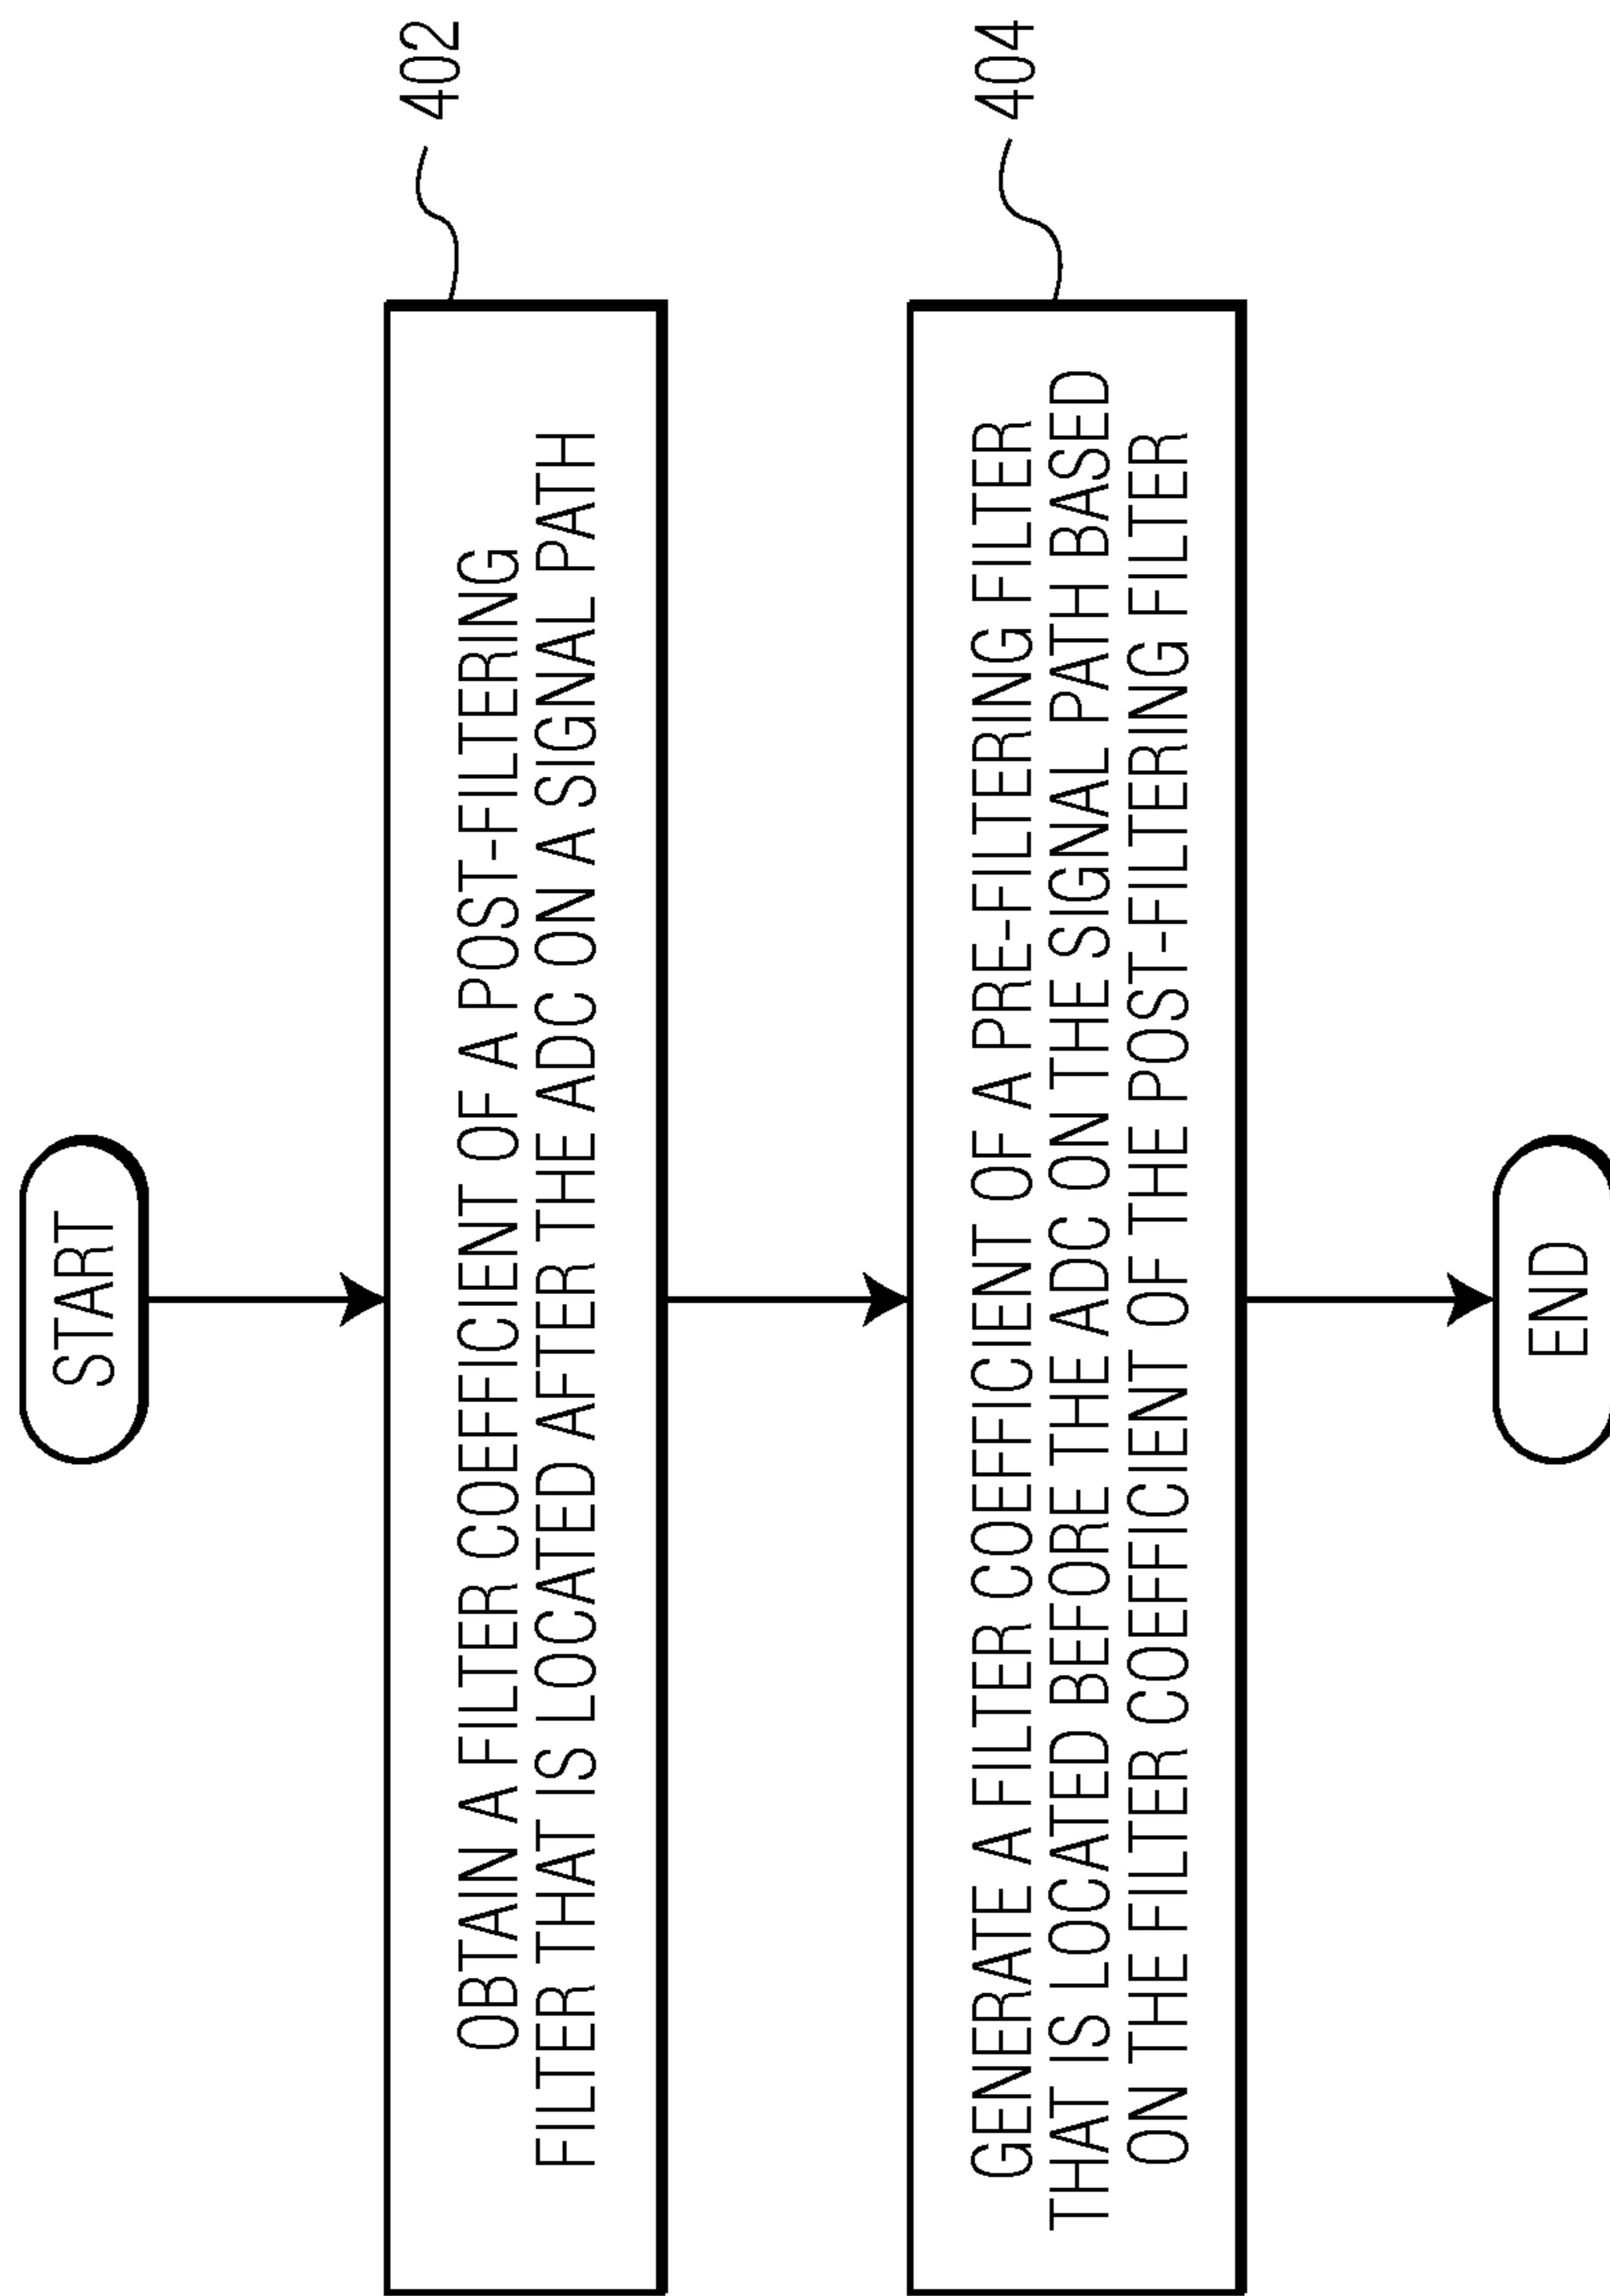 START
402
OBTAIN A FILTER COEFFICIENT OF A POST-FILTERING
FILTER THAT IS LOCATED AFTER THE ADC ON A SIGNAL PATH
404
GENERATE A FILTER COEFFICIENT OF A PRE-FILTERING FILTER
THAT IS LOCATED BEFORE THE ADC ON THE SIGNAL PATH BASED
ON THE FILTER COEFFICIENT OF THE POST-FILTERING FILTER
END